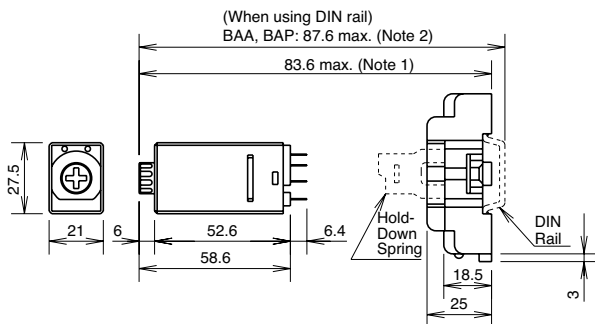 (When using DIN rail)
BAA, BAP: 87.6 max. (Note 2)
83.6 max. (Note 1)
27.5
21
6
52.6
6.4
58.6
Hold-
Down
Spring
DIN
Rail
18.5
25
3